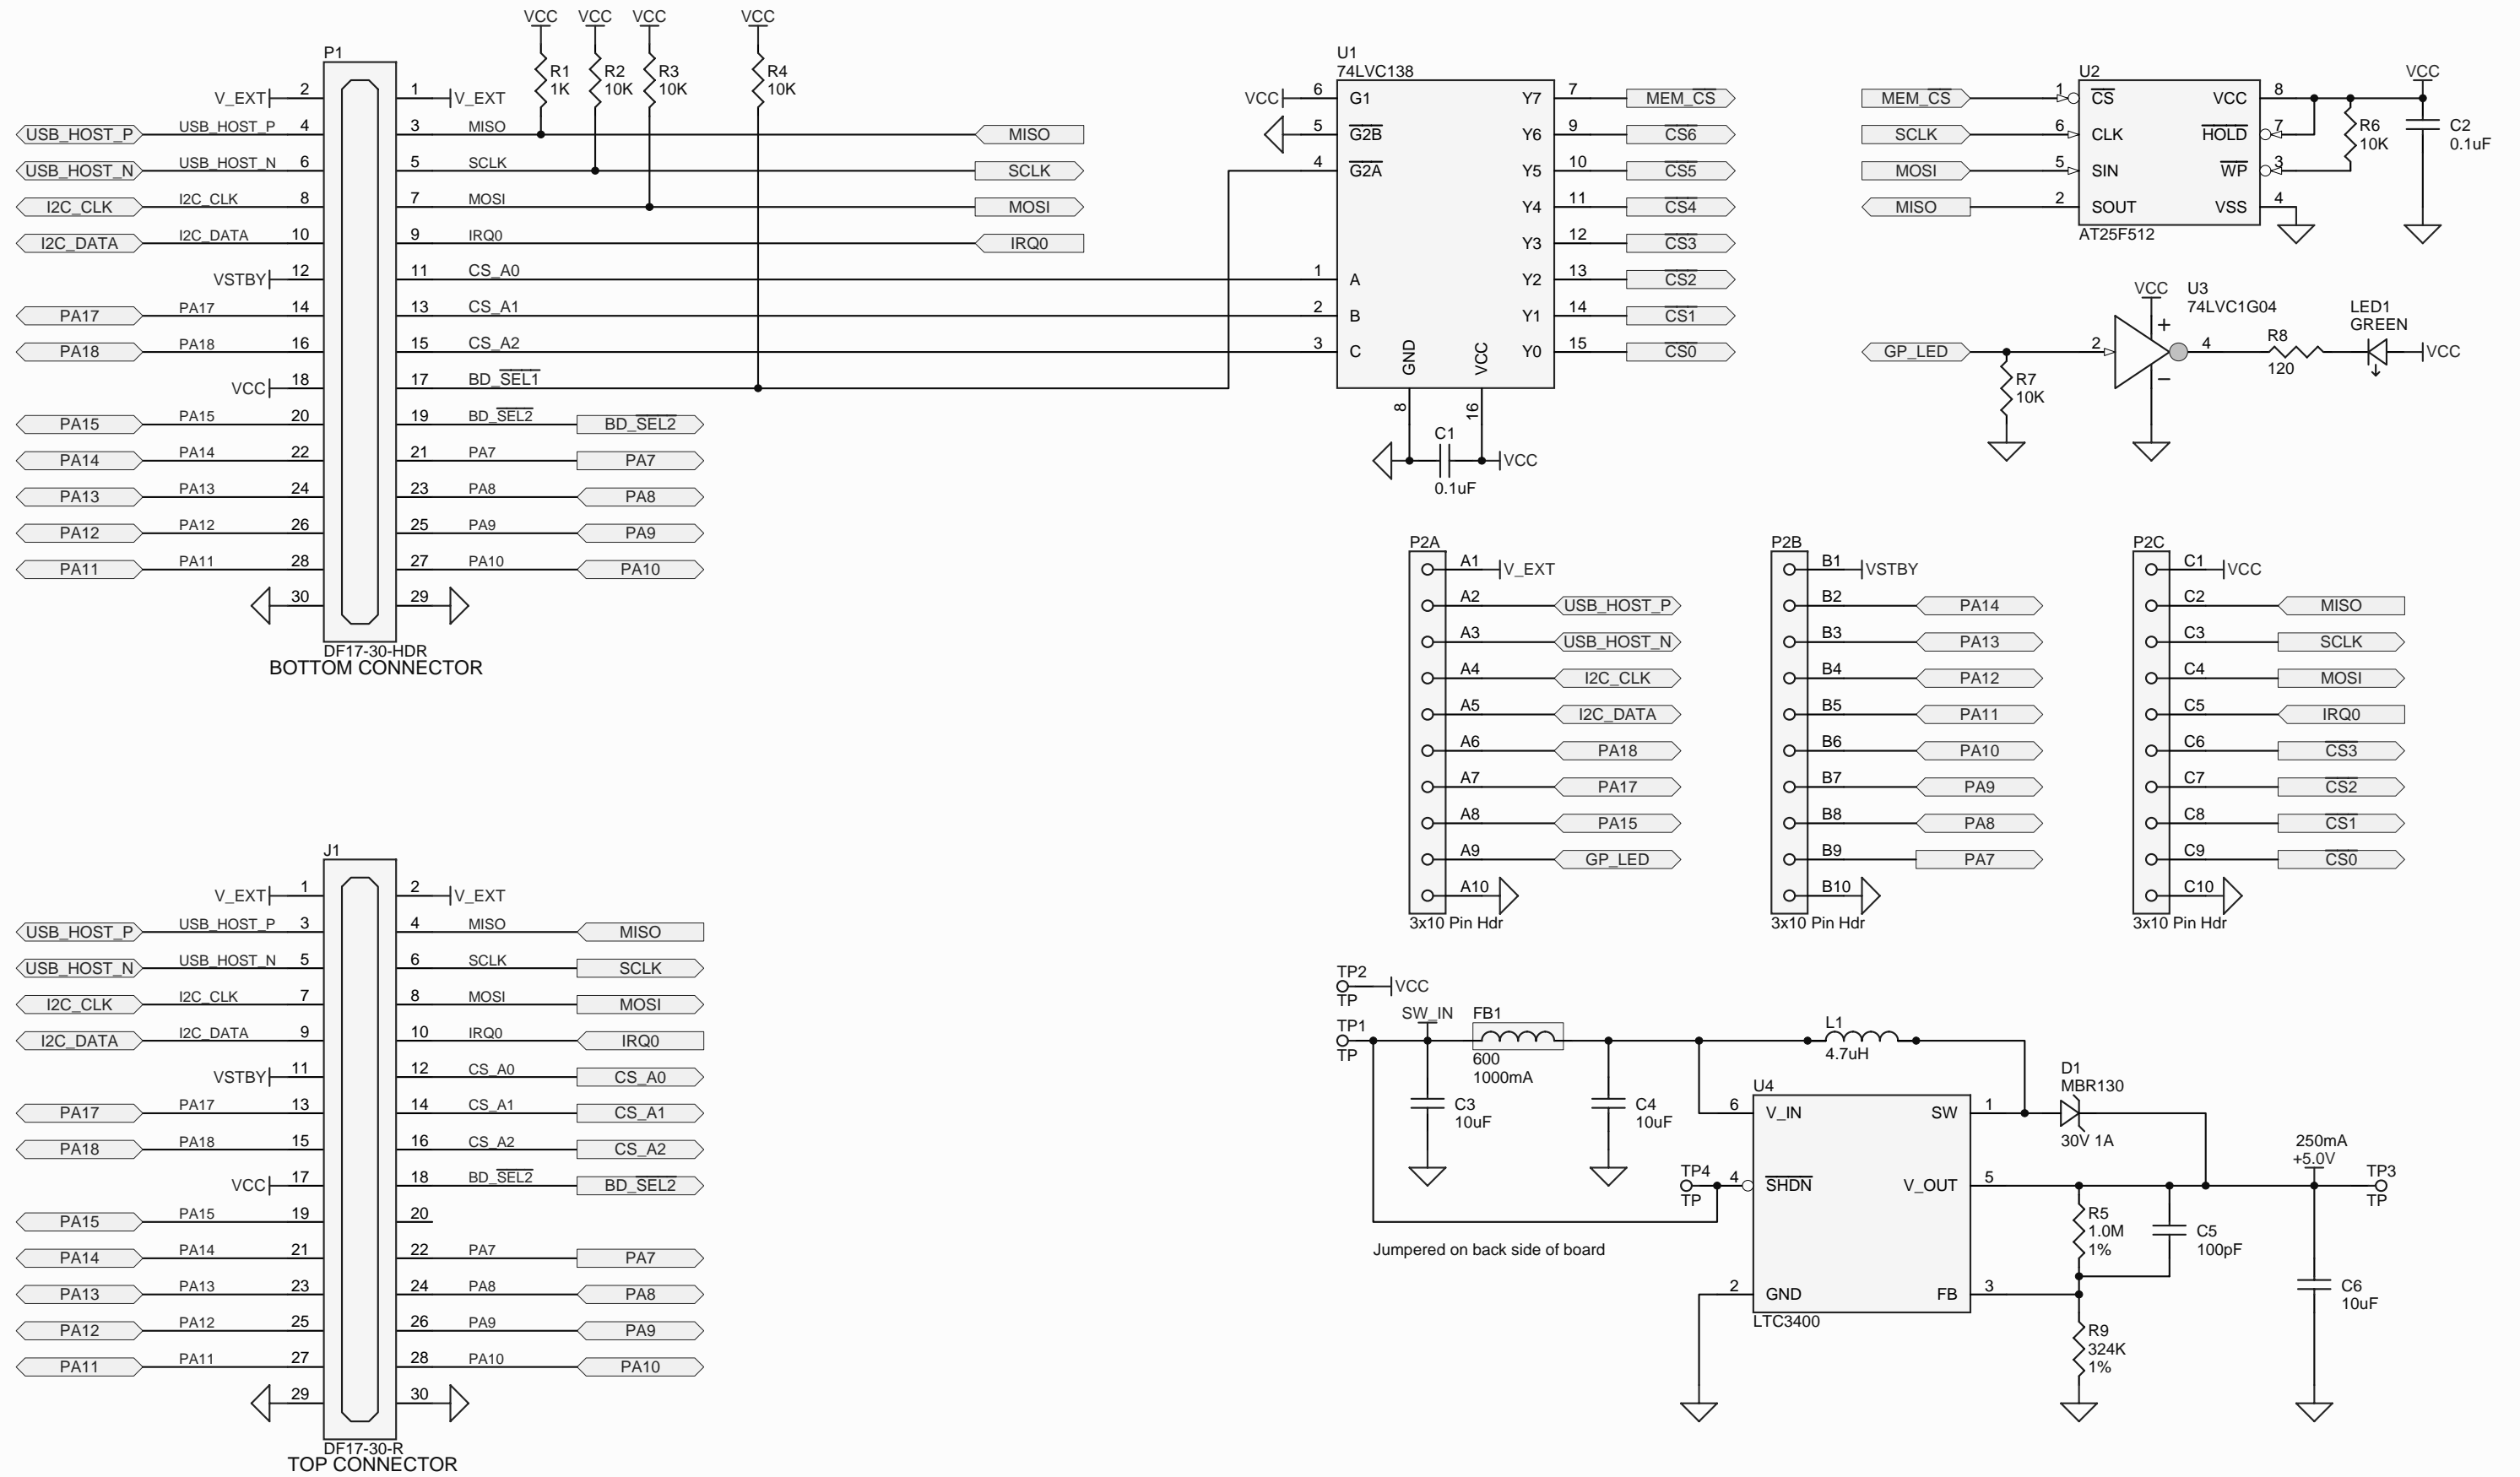 VCC
VCC
VCC
VCC
R1
1K
R2
10K
R3
10K
R4
10K
P1
V_EXT
2
1
V_EXT
USB_HOST_P
USB_HOST_P
4
3
MISO
MISO
USB_HOST_N
USB_HOST_N
6
5
SCLK
SCLK
I2C_CLK
I2C_CLK
8
7
MOSI
MOSI
I2C_DATA
I2C_DATA
10
9
IRQ0
IRQ0
VSTBY
12
11
CS_A0
PA17
PA17
14
13
CS_A1
PA18
PA18
16
15
CS_A2
VCC
18
17
BD_SEL1
PA15
PA15
20
19
BD_SEL2
BD_SEL2
PA14
PA14
22
21
PA7
PA7
PA13
PA13
24
23
PA8
PA8
PA12
PA12
26
25
PA9
PA9
PA11
PA11
28
27
PA10
PA10
30
29
DF17-30-HDR
BOTTOM CONNECTOR
U1
74LVC138
VCC
6
G1
Y7
7
MEM_CS
5
G2B
Y6
9
CS6
4
G2A
Y5
10
CS5
Y4
11
CS4
Y3
12
CS3
1
A
Y2
13
CS2
2
B
Y1
14
CS1
3
C
Y0
15
CS0
GND
VCC
8
16
C1
VCC
0.1uF
U2
VCC
MEM_CS
1
CS
VCC
8
SCLK
6
CLK
HOLD
7
R6
10K
C2
0.1uF
MOSI
5
SIN
WP
3
MISO
2
SOUT
VSS
4
AT25F512
VCC
U3
74LVC1G04
+
−
GP_LED
2
4
R8
120
LED1
GREEN
VCC
R7
10K
P2A
A1
V_EXT
A2
USB_HOST_P
A3
USB_HOST_N
A4
I2C_CLK
A5
I2C_DATA
A6
PA18
A7
PA17
A8
PA15
A9
GP_LED
A10
3x10 Pin Hdr
P2B
B1
VSTBY
B2
PA14
B3
PA13
B4
PA12
B5
PA11
B6
PA10
B7
PA9
B8
PA8
B9
PA7
B10
3x10 Pin Hdr
P2C
C1
VCC
C2
MISO
C3
SCLK
C4
MOSI
C5
IRQ0
C6
CS3
C7
CS2
C8
CS1
C9
CS0
C10
3x10 Pin Hdr
J1
V_EXT
1
2
V_EXT
USB_HOST_P
USB_HOST_P
3
4
MISO
MISO
USB_HOST_N
USB_HOST_N
5
6
SCLK
SCLK
I2C_CLK
I2C_CLK
7
8
MOSI
MOSI
I2C_DATA
I2C_DATA
9
10
IRQ0
IRQ0
VSTBY
11
12
CS_A0
CS_A0
PA17
PA17
13
14
CS_A1
CS_A1
PA18
PA18
15
16
CS_A2
CS_A2
VCC
17
18
BD_SEL2
BD_SEL2
PA15
PA15
19
20
PA14
PA14
21
22
PA7
PA7
PA13
PA13
23
24
PA8
PA8
PA12
PA12
25
26
PA9
PA9
PA11
PA11
27
28
PA10
PA10
29
30
DF17-30-R
TOP CONNECTOR
TP2
TP
VCC
TP1
TP
SW_IN
FB1
600
1000mA
L1
4.7uH
C3
10uF
C4
10uF
U4
6
V_IN
SW
1
D1
MBR130
30V 1A
TP4
TP
4
SHDN
V_OUT
5
250mA
+5.0V
TP3
TP
R5
1.0M
1%
C5
100pF
Jumpered on back side of board
2
GND
FB
3
LTC3400
C6
10uF
R9
324K
1%